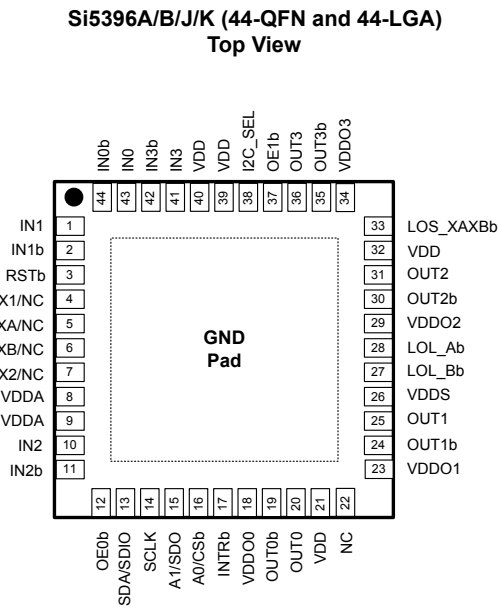 Si5396A/B/J/K (44-QFN and 44-LGA)
Top View
IN0b
IN0
IN3b
IN3
VDD
VDD
I2C_SEL
OE1b
OUT3
OUT3b
VDDO3
44
43
42
41
40
39
38
37
36
35
34
IN1 1
IN1b 2
RSTb 3
X1/NC 4
XA/NC 5
XB/NC 6
X2/NC 7
VDDA 8
VDDA 9
IN2 10
IN2b 11
GND
Pad
33 LOS_XAXBb
32 VDD
31 OUT2
30 OUT2b
29 VDDO2
28 LOL_Ab
27 LOL_Bb
26 VDDS
25 OUT1
24 OUT1b
23 VDDO1
12
13
14
15
16
17
18
19
20
21
22
OE0b
SDA/SDIO
SCLK
A1/SDO
A0/CSb
INTRb
VDDO0
OUT0b
OUT0
VDD
NC